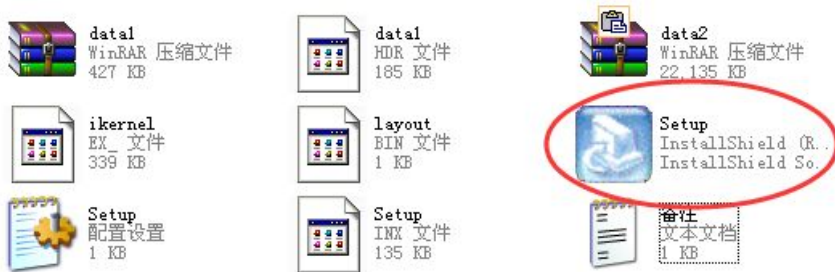 data1
WinRAR 压缩文件
427 KB
data1
HDR 文件
185 KB
data2
WinRAR 压缩文件
22,135 KB
ikernel
EX_ 文件
339 KB
layout
BIN 文件
1 KB
Setup
InstallShield (R...
InstallShield So...
Setup
配置设置
1 KB
Setup
INX 文件
135 KB
备注
文本文档
1 KB